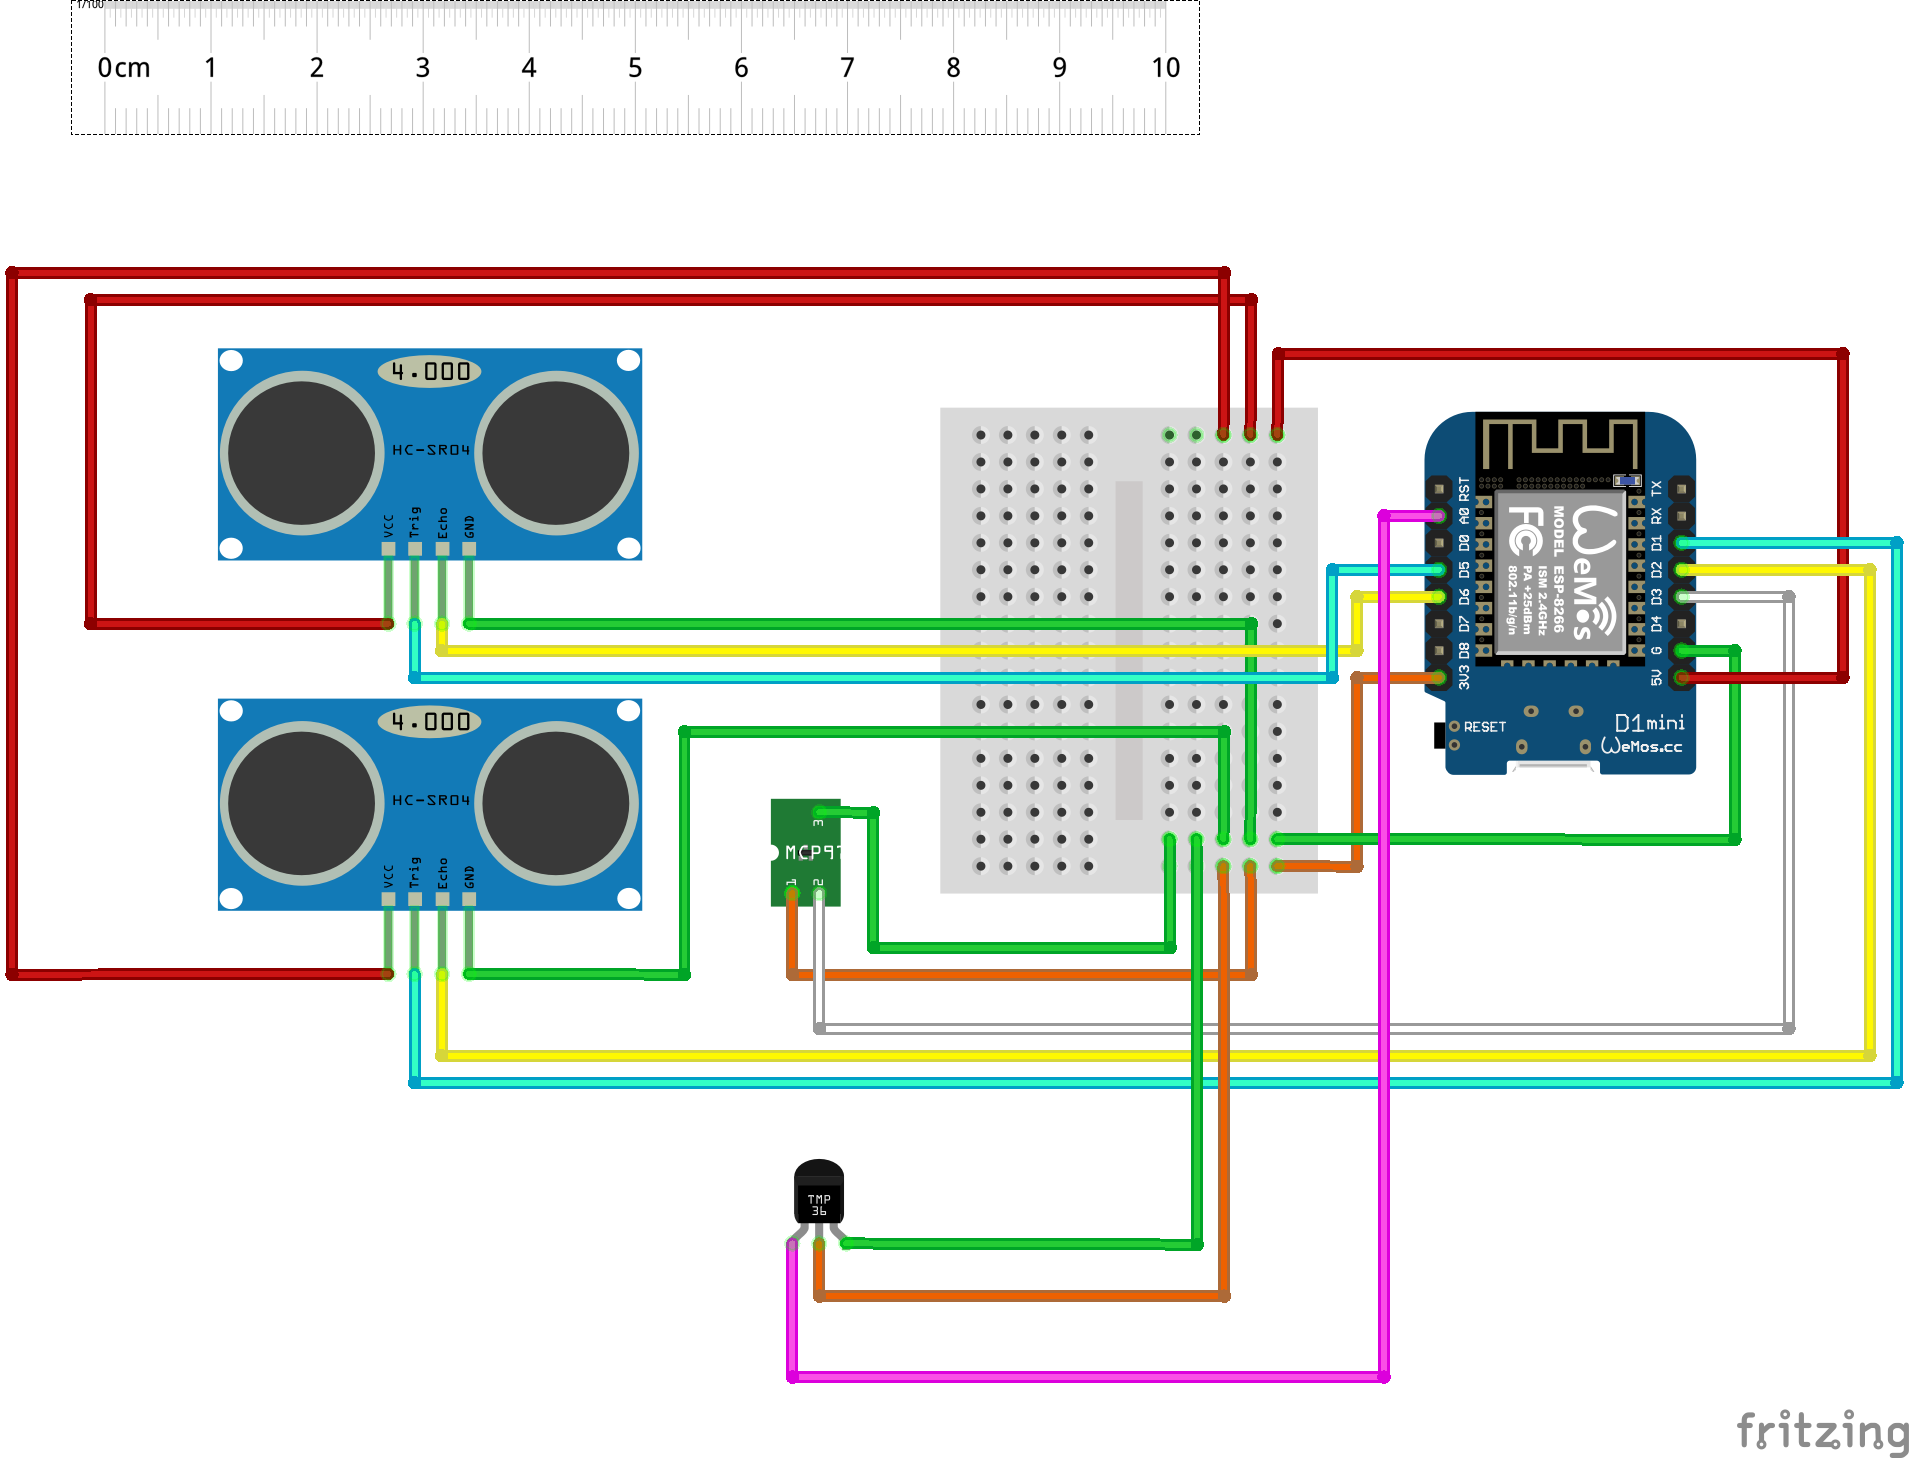 1/100
0cm 1 2 3 4 5 6 7 8 9 10
4.000
HC-SR04
VCC Trig Echo GND
4.000
HC-SR04
VCC Trig Echo GND
3
MCP97
1 2
TMP
36
RST
A0
D0
D5
D6
D7
D8
3V3
WeMos
MODEL ESP-8266
ISM 2.4GHz
PA +25dBm
802.11b/g/n
FC
TX
RX
D1
D2
D3
D4
G
5V
RESET
D1mini
WeMos.cc
fritzing